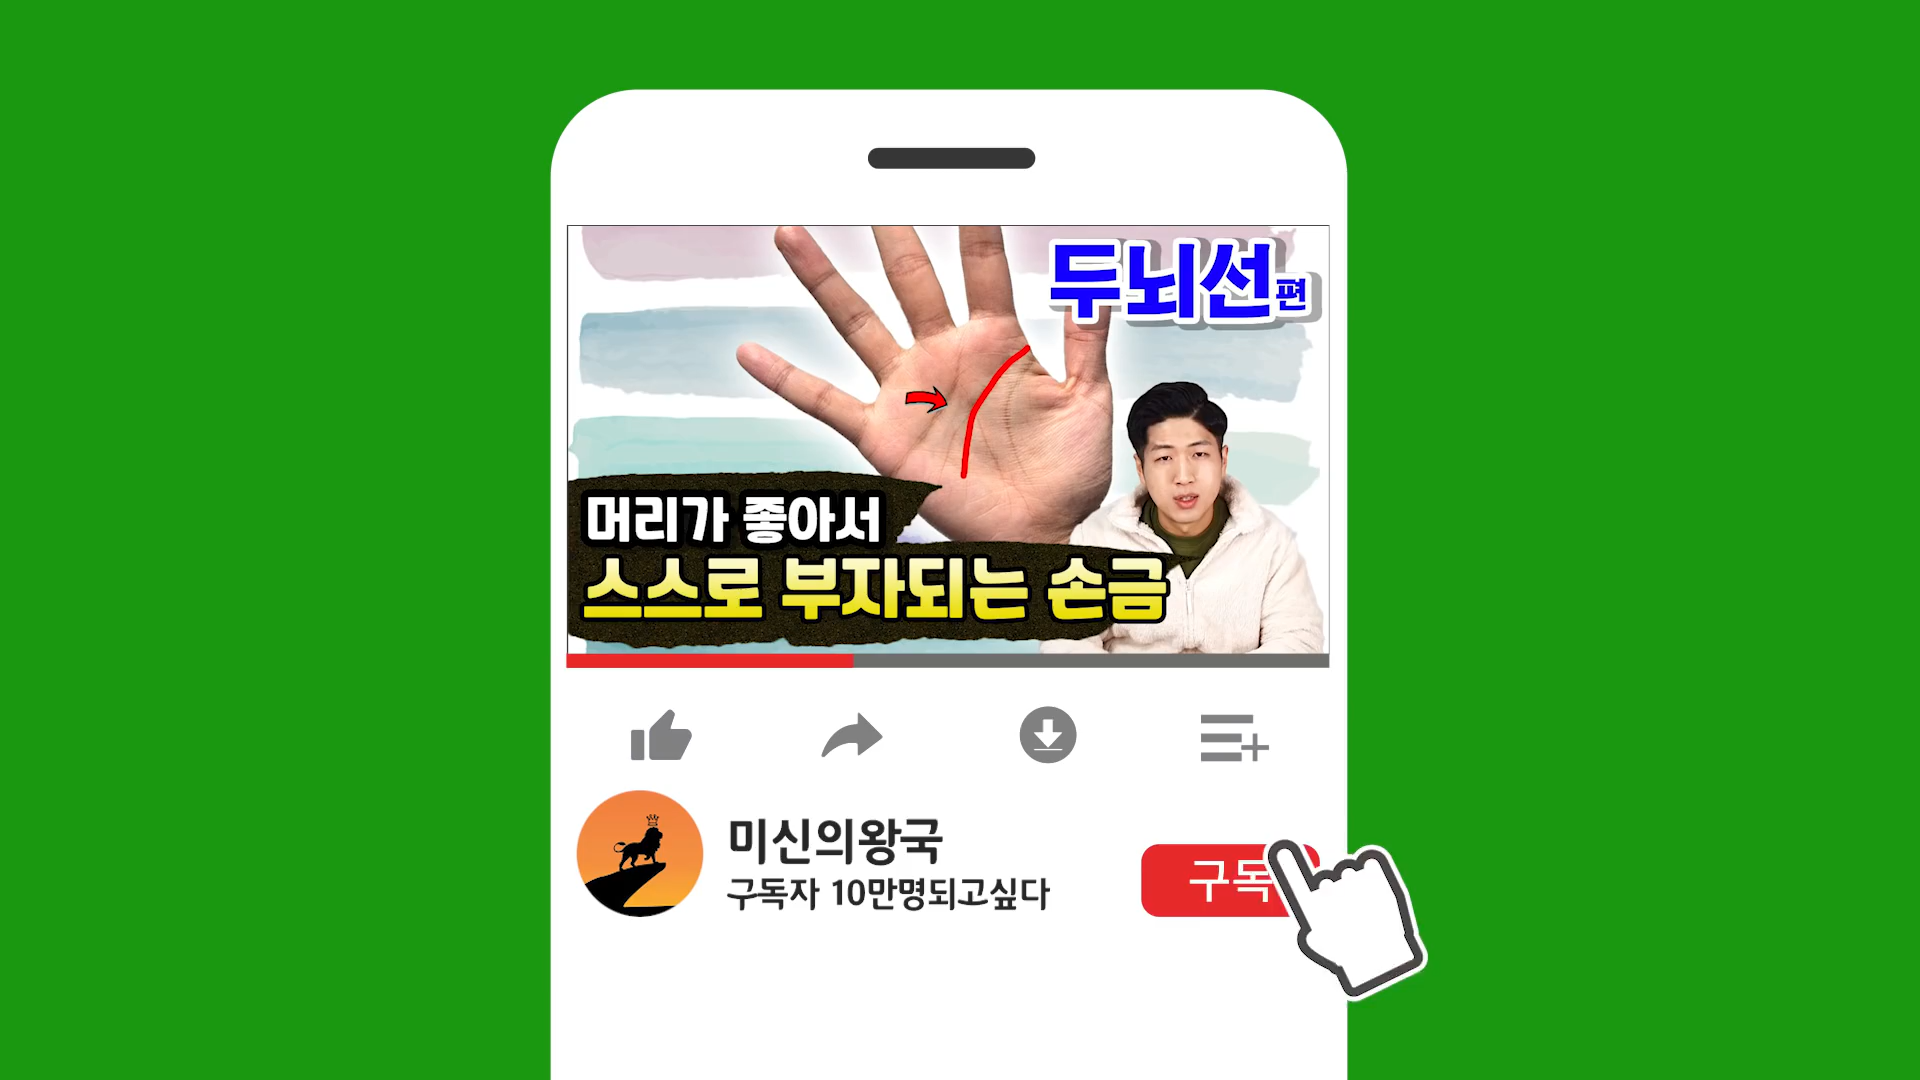 두뇌선편
머리가 좋아서
스스로 부자되는 손금
미신의왕국
구독자 10만명되고싶다
구독